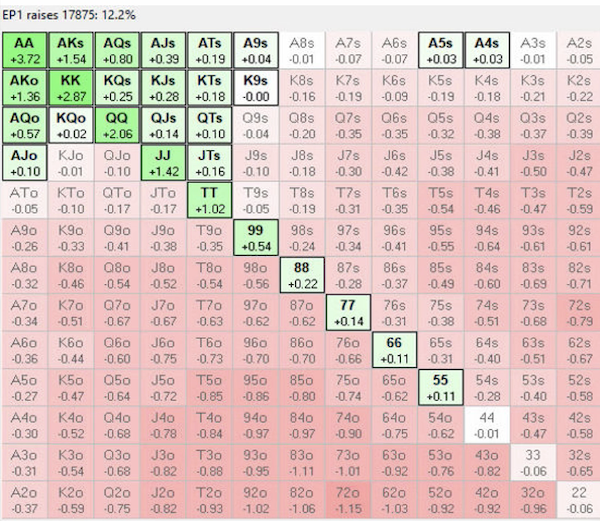 EP1 raises 17875: 12.2%
AA AKs AQs AJs ATs A9s A8s A7s A6s A5s A4s A3s A2s
+3.72 +1.54 +0.80 +0.39 +0.19 +0.04 -0.01 -0.07 -0.07 +0.03 +0.03 -0.01 -0.05
AKo KK KQs KJs KTs K9s K8s K7s K6s K5s K4s K3s K2s
+1.36 +2.87 +0.25 +0.28 +0.18 -0.00 -0.16 -0.19 -0.09 -0.19 -0.18 -0.21 -0.22
AQo KQo QQ QJs QTs Q9s Q8s Q7s Q6s Q5s Q4s Q3s Q2s
+0.57 +0.02 +2.06 +0.14 +0.10 -0.04 -0.20 -0.35 -0.35 -0.32 -0.38 -0.37 -0.39
AJo KJo QJo JJ JTs J9s J8s J7s J6s J5s J4s J3s J2s
+0.10 -0.01 -0.10 +1.42 +0.16 -0.10 -0.18 -0.30 -0.42 -0.38 -0.41 -0.50 -0.47
ATo KTo QTo JTo TT T9s T8s T7s T6s T5s T4s T3s T2s
-0.05 -0.10 -0.17 -0.17 +1.02 -0.05 -0.19 -0.31 -0.35 -0.54 -0.46 -0.47 -0.59
A9o K9o Q9o J9o T9o 99 98s 97s 96s 95s 94s 93s 92s
-0.26 -0.33 -0.41 -0.38 -0.35 +0.54 -0.24 -0.34 -0.41 -0.55 -0.64 -0.61 -0.61
A8o K8o Q8o J8o T8o 98o 88 87s 86s 85s 84s 83s 82s
-0.32 -0.46 -0.54 -0.52 -0.54 -0.56 +0.22 -0.28 -0.37 -0.49 -0.60 -0.69 -0.71
A7o K7o Q7o J7o T7o 97o 87o 77 76s 75s 74s 73s 72s
-0.34 -0.51 -0.67 -0.67 -0.63 -0.62 -0.62 +0.14 -0.31 -0.38 -0.51 -0.68 -0.79
A6o K6o Q6o J6o T6o 96o 86o 76o 66 65s 64s 63s 62s
-0.36 -0.44 -0.60 -0.75 -0.73 -0.70 -0.70 -0.66 +0.11 -0.31 -0.40 -0.51 -0.67
A5o K5o Q5o J5o T5o 95o 85o 75o 65o 55 54s 53s 52s
-0.27 -0.47 -0.64 -0.72 -0.85 -0.86 -0.80 -0.74 -0.62 +0.11 -0.28 -0.40 -0.58
A4o K4o Q4o J4o T4o 94o 84o 74o 64o 54o 44 43s 42s
-0.30 -0.52 -0.68 -0.78 -0.84 -0.97 -0.97 -0.90 -0.75 -0.62 -0.01 -0.47 -0.58
A3o K3o Q3o J3o T3o 93o 83o 73o 63o 53o 43o 33 32s
-0.31 -0.54 -0.68 -0.82 -0.88 -0.95 -1.11 -1.01 -0.92 -0.76 -0.82 -0.06 -0.65
A2o K2o Q2o J2o T2o 92o 82o 72o 62o 52o 42o 32o 22
-0.37 -0.59 -0.75 -0.82 -0.93 -1.02 -1.06 -1.15 -1.03 -0.92 -0.92 -0.96 -0.06